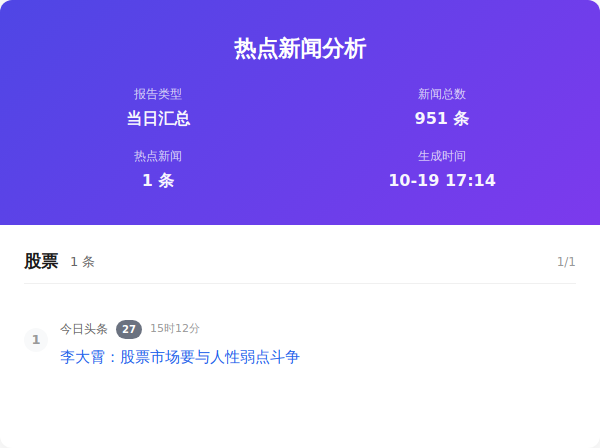 热点新闻分析
报告类型
当日汇总
新闻总数
951 条
热点新闻
1 条
生成时间
10-19 17:14
股票 1 条 1/1
1
今日头条 27 15时12分
李大霄：股票市场要与人性弱点斗争